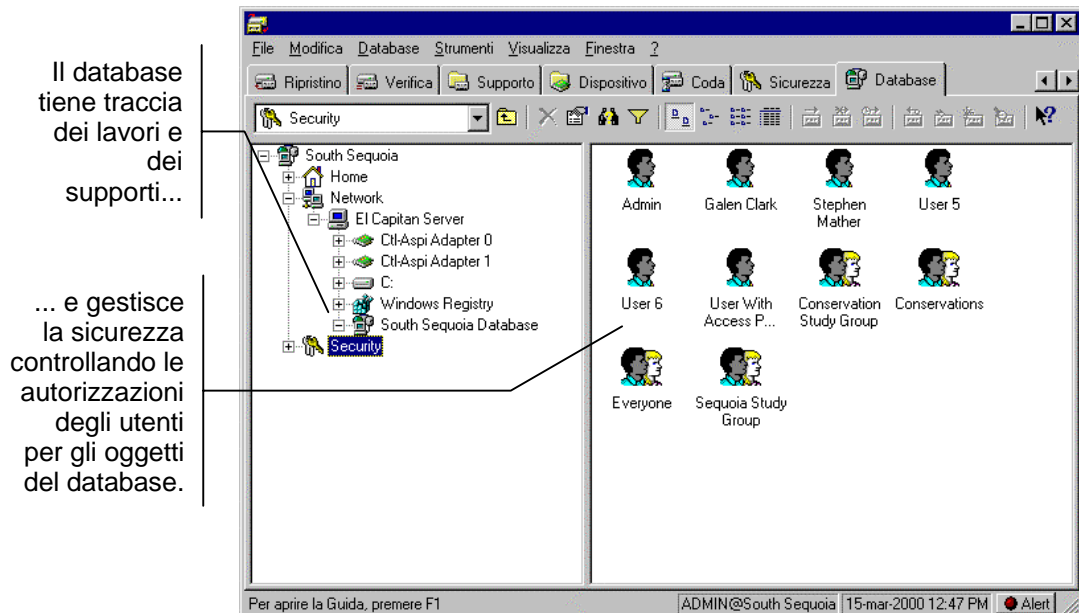 Il database
tiene traccia
dei lavori e
dei
supporti...
... e gestisce
la sicurezza
controllando le
autorizzazioni
degli utenti
per gli oggetti
del database.
File Modifica Database Strumenti Visualizza Finestra ?
Ripristino Verifica Supporto Dispositivo Coda Sicurezza Database
Security
South Sequoia
Home
Network
El Capitan Server
Ctl-Aspi Adapter 0
Ctl-Aspi Adapter 1
C:
Windows Registry
South Sequoia Database
Security
Admin Galen Clark Stephen User 5
Mather
User 6 User With Conservation Conservations
Access P... Study Group
Everyone Sequoia Study
Group
Per aprire la Guida, premere F1 ADMIN@South Sequoia 15-mar-2000 12:47 PM Alert